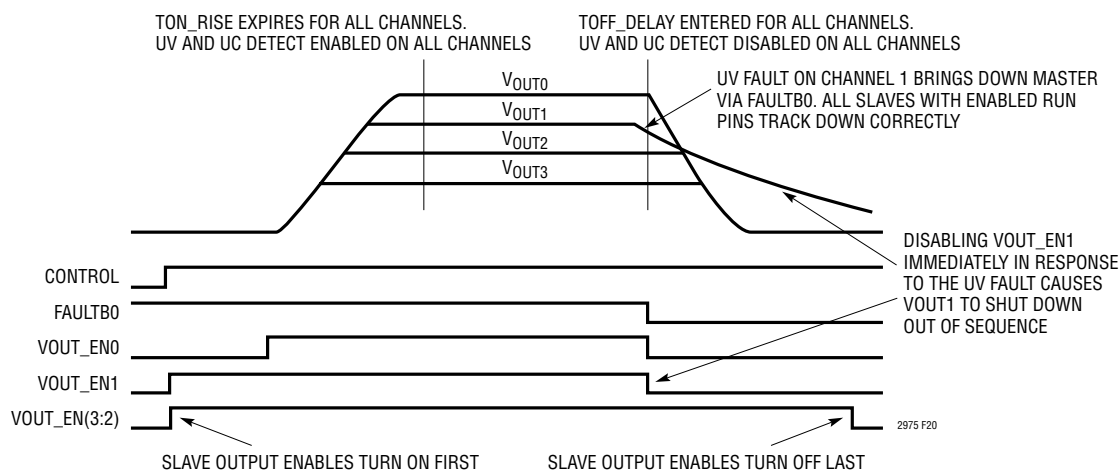 TON_RISE EXPIRES FOR ALL CHANNELS.
UV AND UC DETECT ENABLED ON ALL CHANNELS
TOFF_DELAY ENTERED FOR ALL CHANNELS.
UV AND UC DETECT DISABLED ON ALL CHANNELS
UV FAULT ON CHANNEL 1 BRINGS DOWN MASTER
VIA FAULTB0. ALL SLAVES WITH ENABLED RUN
PINS TRACK DOWN CORRECTLY
VOUT0
VOUT1
VOUT2
VOUT3
DISABLING VOUT_EN1
IMMEDIATELY IN RESPONSE
TO THE UV FAULT CAUSES
VOUT1 TO SHUT DOWN
OUT OF SEQUENCE
CONTROL
FAULTB0
VOUT_EN0
VOUT_EN1
VOUT_EN(3:2)
2975 F20
SLAVE OUTPUT ENABLES TURN ON FIRST
SLAVE OUTPUT ENABLES TURN OFF LAST